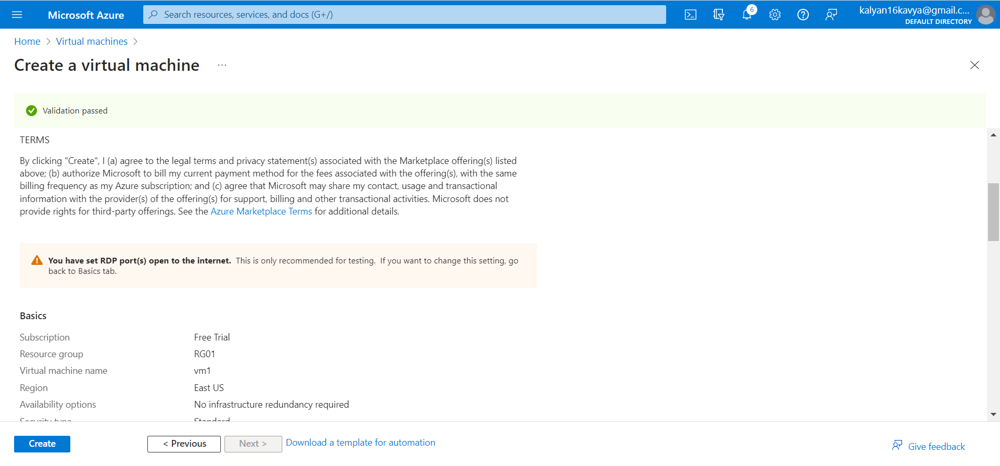 Microsoft Azure
Search resources, services, and docs (G+/)
6
kalyan16kavya@gmail.c...
DEFAULT DIRECTORY
Home > Virtual machines >
Create a virtual machine ...
Validation passed
TERMS
By clicking "Create", I (a) agree to the legal terms and privacy statement(s) associated with the Marketplace offering(s) listed
above; (b) authorize Microsoft to bill my current payment method for the fees associated with the offering(s), with the same
billing frequency as my Azure subscription; and (c) agree that Microsoft may share my contact, usage and transactional
information with the provider(s) of the offering(s) for support, billing and other transactional activities. Microsoft does not
provide rights for third-party offerings. See the Azure Marketplace Terms for additional details.
You have set RDP port(s) open to the internet. This is only recommended for testing. If you want to change this setting, go
back to Basics tab.
Basics
Subscription Free Trial
Resource group RG01
Virtual machine name vm1
Region East US
Availability options No infrastructure redundancy required
Security type Standard
Create
< Previous
Next >
Download a template for automation
Give feedback